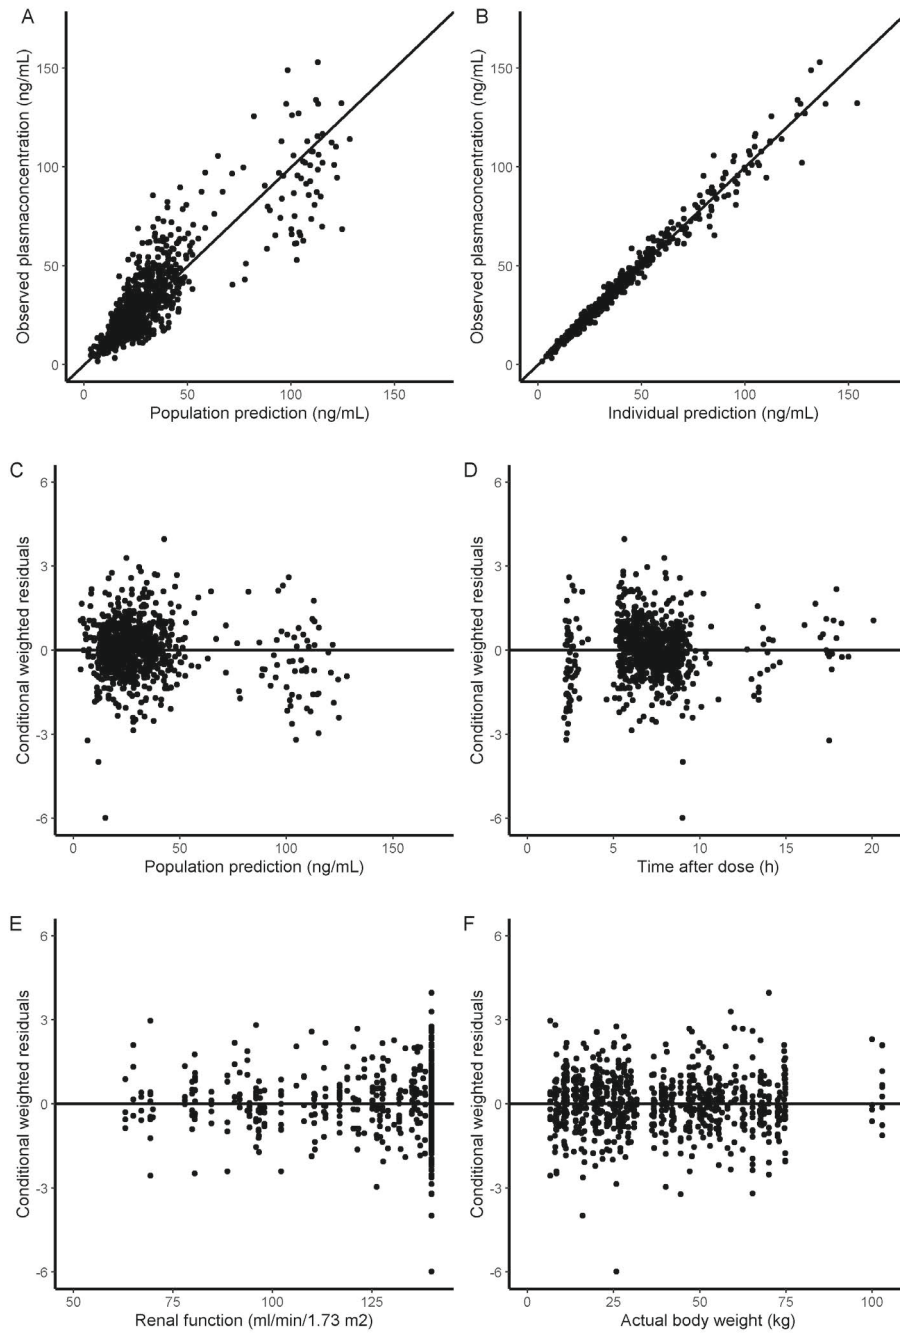 A
Observed plasmaconcentration (ng/mL)
150
100
50
0
0 50 100 150
Population prediction (ng/mL)
B
Observed plasmaconcentration (ng/mL)
150
100
50
0
0 50 100 150
Individual prediction (ng/mL)
C
Conditional weighted residuals
6
3
0
-3
-6
0 50 100 150
Population prediction (ng/mL)
D
Conditional weighted residuals
6
3
0
-3
-6
0 5 10 15 20
Time after dose (h)
E
Conditional weighted residuals
6
3
0
-3
-6
50 75 100 125
Renal function (ml/min/1.73 m2)
F
Conditional weighted residuals
6
3
0
-3
-6
0 25 50 75 100
Actual body weight (kg)